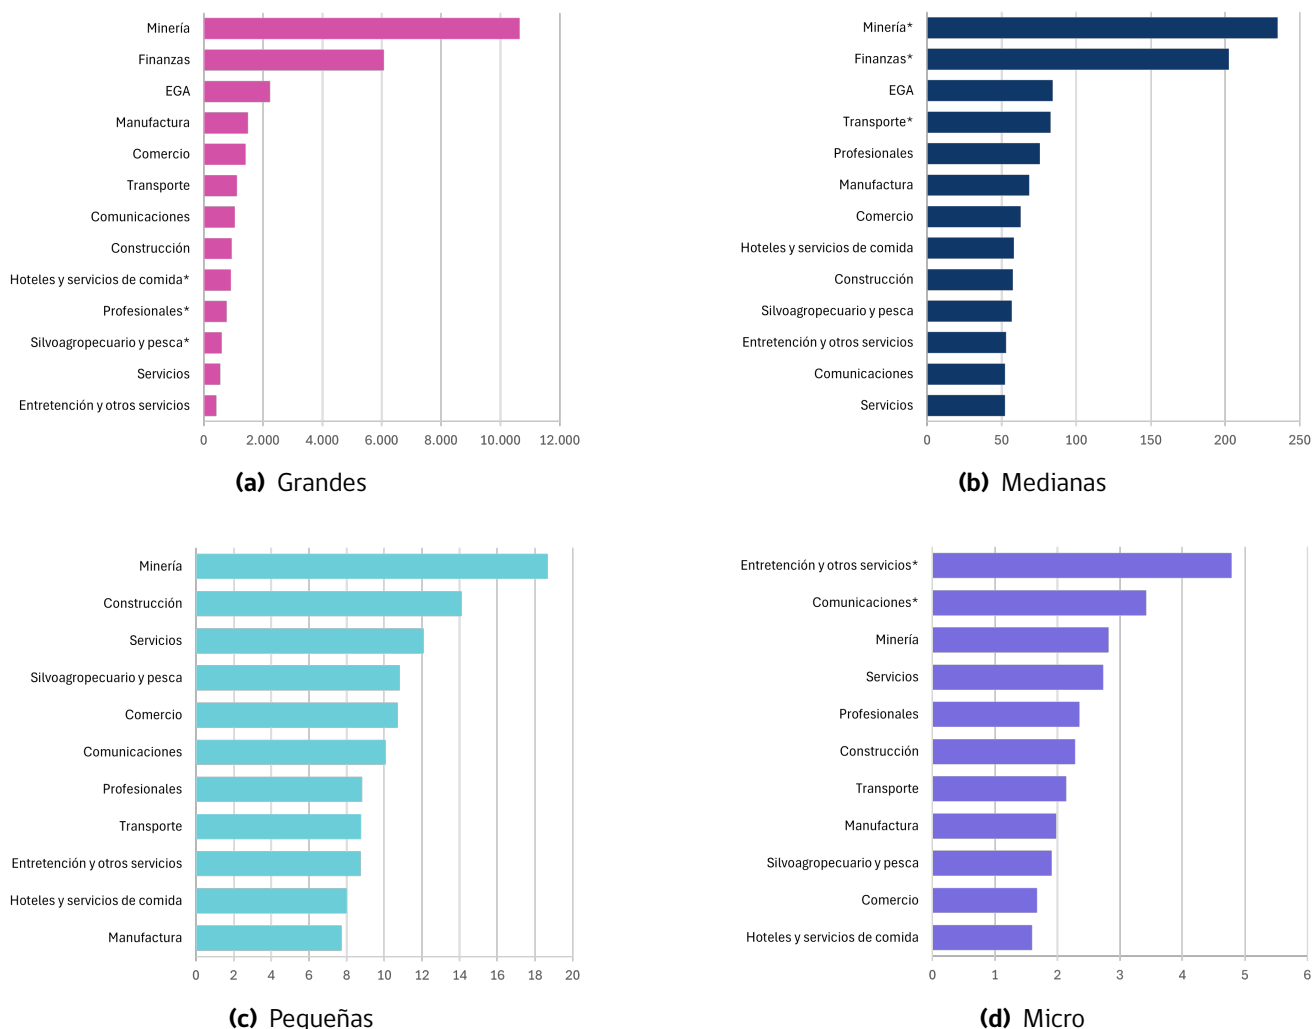 Minería
Finanzas
EGA
Manufactura
Comercio
Transporte
Comunicaciones
Construcción
Hoteles y servicios de comida*
Profesionales*
Silvoagropecuario y pesca*
Servicios
Entretención y otros servicios
0 2.000 4.000 6.000 8.000 10.000 12.000
(a) Grandes
Minería*
Finanzas*
EGA
Transporte*
Profesionales
Manufactura
Comercio
Hoteles y servicios de comida
Construcción
Silvoagropecuario y pesca
Entretención y otros servicios
Comunicaciones
Servicios
0 50 100 150 200 250
(b) Medianas
Minería
Construcción
Servicios
Silvoagropecuario y pesca
Comercio
Comunicaciones
Profesionales
Transporte
Entretención y otros servicios
Hoteles y servicios de comida
Manufactura
0 2 4 6 8 10 12 14 16 18 20
(c) Pequeñas
Entretención y otros servicios*
Comunicaciones*
Minería
Servicios
Profesionales
Construcción
Transporte
Manufactura
Silvoagropecuario y pesca
Comercio
Hoteles y servicios de comida
0 1 2 3 4 5 6
(d) Micro